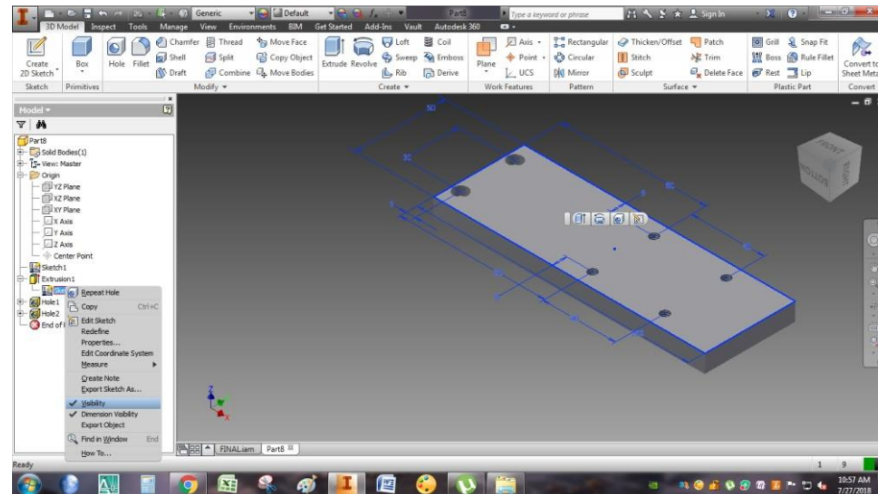 Generic
Default
Part8
Type a keyword or phrase
Sign In
3D Model Inspect Tools Manage View Environments BIM Get Started Add-Ins Vault Autodesk 360
Create 2D Sketch
Box
Hole
Fillet
Chamfer Thread Move Face
Shell Split Copy Object
Draft Combine Move Bodies
Extrude Revolve
Loft Coil
Sweep Emboss
Rib Derive
Plane
Axis
Point
UCS
Rectangular
Circular
Mirror
Thicken/Offset Patch
Stitch Trim
Sculpt Delete Face
Grill Snap Fit
Boss Rule Fillet
Rest Lip
Convert to Sheet Meta
Sketch Primitives Modify Create Work Features Pattern Surface Plastic Part Convert
Model
Part8
Solid Bodies(1)
View: Master
Origin
YZ Plane
XZ Plane
XY Plane
X Axis
Y Axis
Z Axis
Center Point
Sketch1
Extrusion1
Hole1
Hole2
End of
Repeat Hole
Copy Ctrl+C
Edit Sketch
Redefine
Properties...
Edit Coordinate System
Measure
Create Note
Export Sketch As...
Visibility
Dimension Visibility
Export Object
Find in Window End
How To...
FRONT
BOTTOM
RIGHT
Z
X
FINAL.iam Part8
Ready
1 9
10:57 AM
7/27/2018